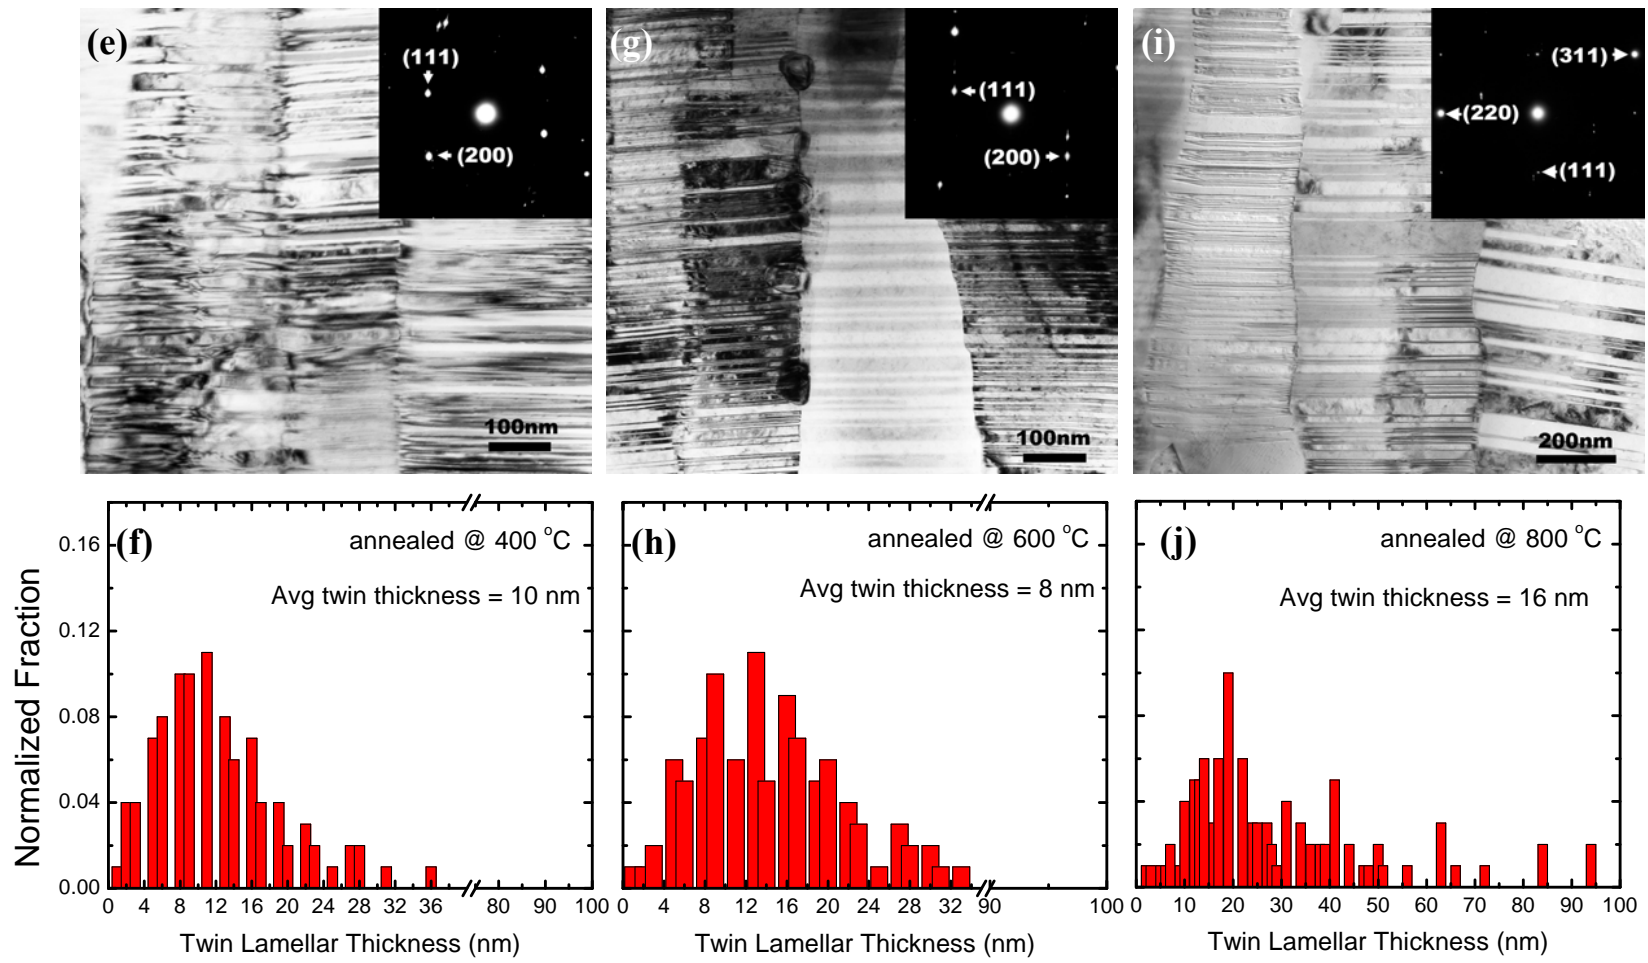 (e)
(111)
(200)
100nm
(g)
(111)
(200)
100nm
(i)
(311)
(220)
(111)
200nm
(f)
annealed @ 400 °C
Avg twin thickness = 10 nm
Normalized Fraction
0.16
0.12
0.08
0.04
0.00
0 4 8 12 16 20 24 28 32 36 80 90 100
Twin Lamellar Thickness (nm)
(h)
annealed @ 600 °C
Avg twin thickness = 8 nm
0 4 8 12 16 20 24 28 32 90 100
Twin Lamellar Thickness (nm)
(j)
annealed @ 800 °C
Avg twin thickness = 16 nm
0 10 20 30 40 50 60 70 80 90 100
Twin Lamellar Thickness (nm)